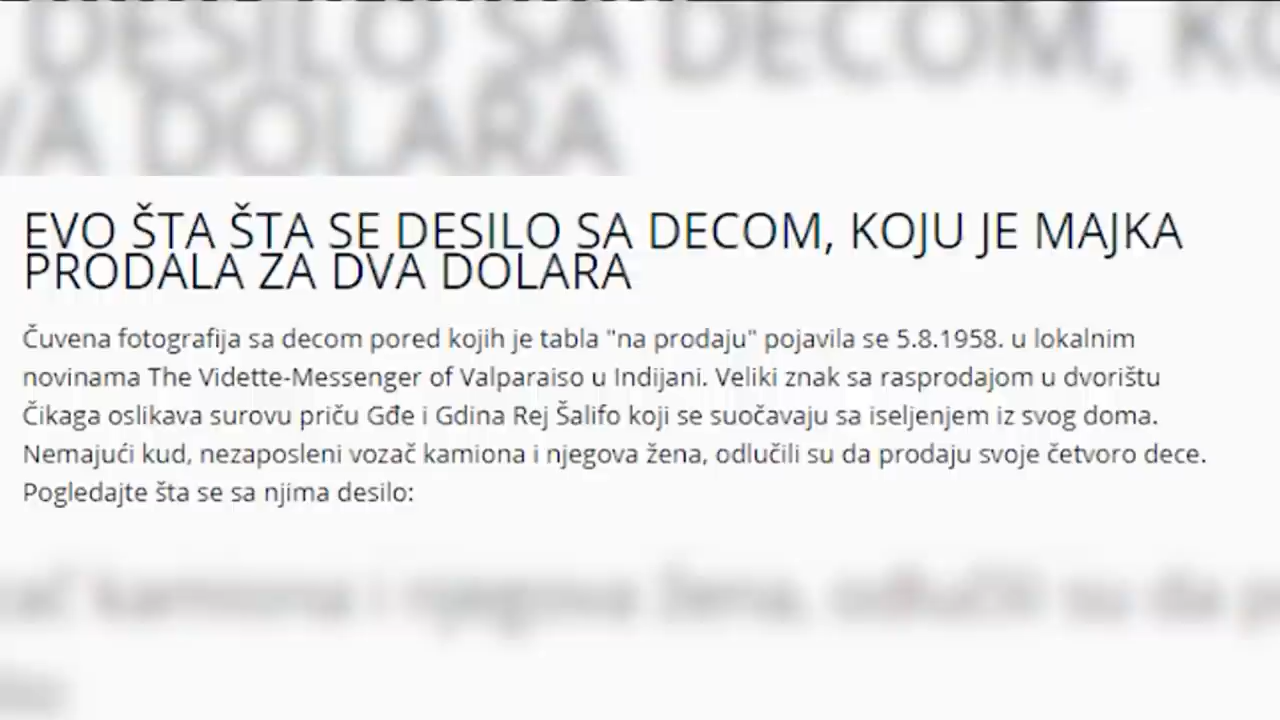 EVO ŠTA ŠTA SE DESILO SA DECOM, KOJU JE MAJKA
PRODALA ZA DVA DOLARA
Čuvena fotografija sa decom pored kojih je tabla "na prodaju" pojavila se 5.8.1958. u lokalnim
novinama The Vidette-Messenger of Valparaiso u Indijani. Veliki znak sa rasprodajom u dvorištu
Čikaga oslikava surovu priču Gđe i Gdina Rej Šalifo koji se suočavaju sa iseljenjem iz svog doma.
Nemajući kud, nezaposleni vozač kamiona i njegova žena, odlučili su da prodaju svoje četvoro dece.
Pogledajte šta se sa njima desilo: